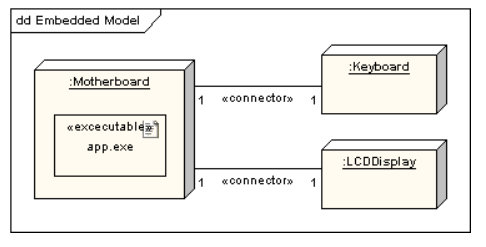 dd Embedded Model
:Motherboard
«excecutable»
app.exe
1 «connector» 1
:Keyboard
1 «connector» 1
:LCDDisplay